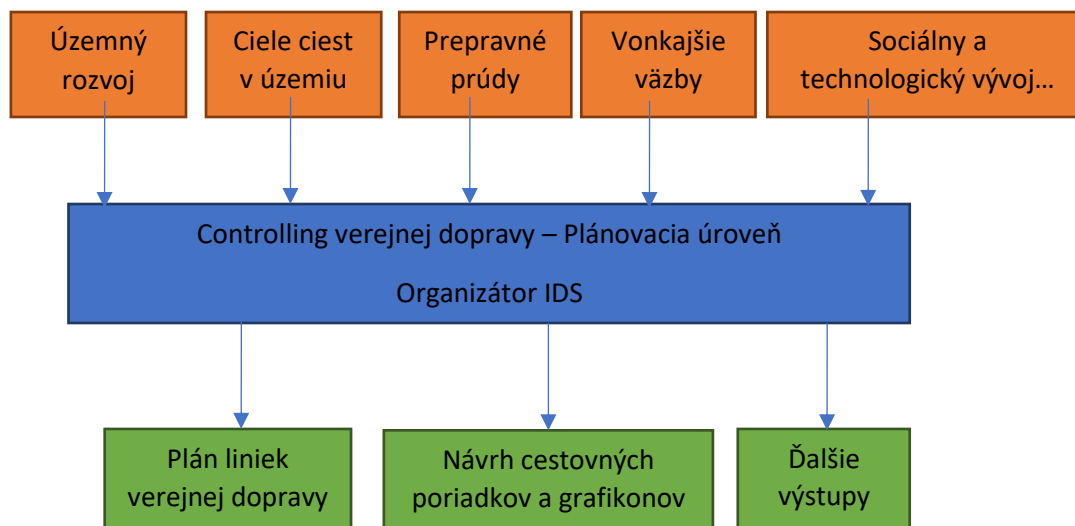 Územný
rozvoj
Ciele ciest
v území
Prepravné
prúdy
Vonkajšie
väzby
Sociálny a
technologický vývoj…
Controlling verejnej dopravy – Plánovacia úroveň
Organizátor IDS
Plán liniek
verejnej dopravy
Návrh cestovných
poriadkov a grafikonov
Ďalšie
výstupy